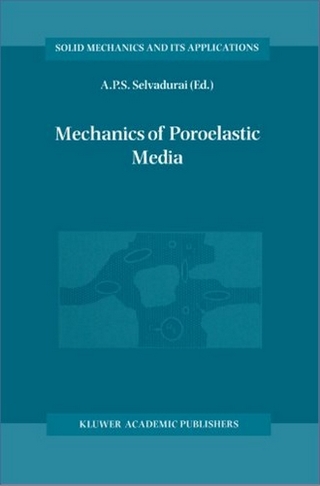 SOLID MECHANICS AND ITS APPLICATIONS
A.P.S. Selvadurai (Ed.)
Mechanics of Poroelastic
Media
KLUWER ACADEMIC PUBLISHERS